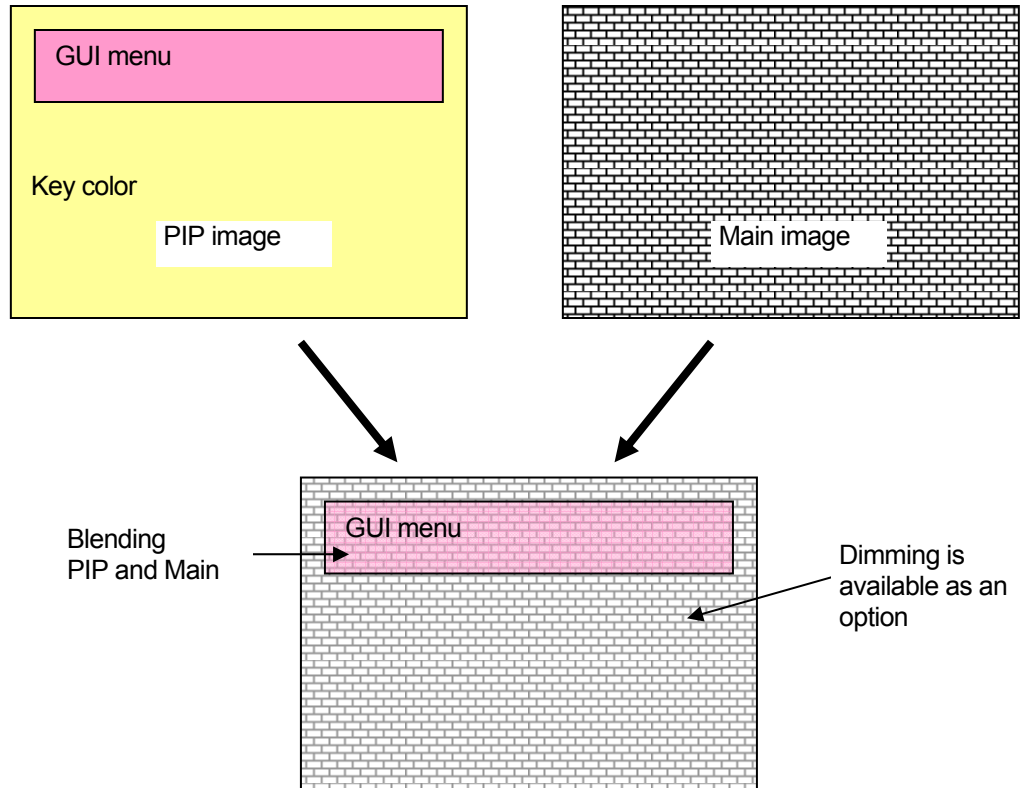 GUI menu
Key color
PIP image
Main image
GUI menu
Blending
PIP and Main
Dimming is
available as an
option